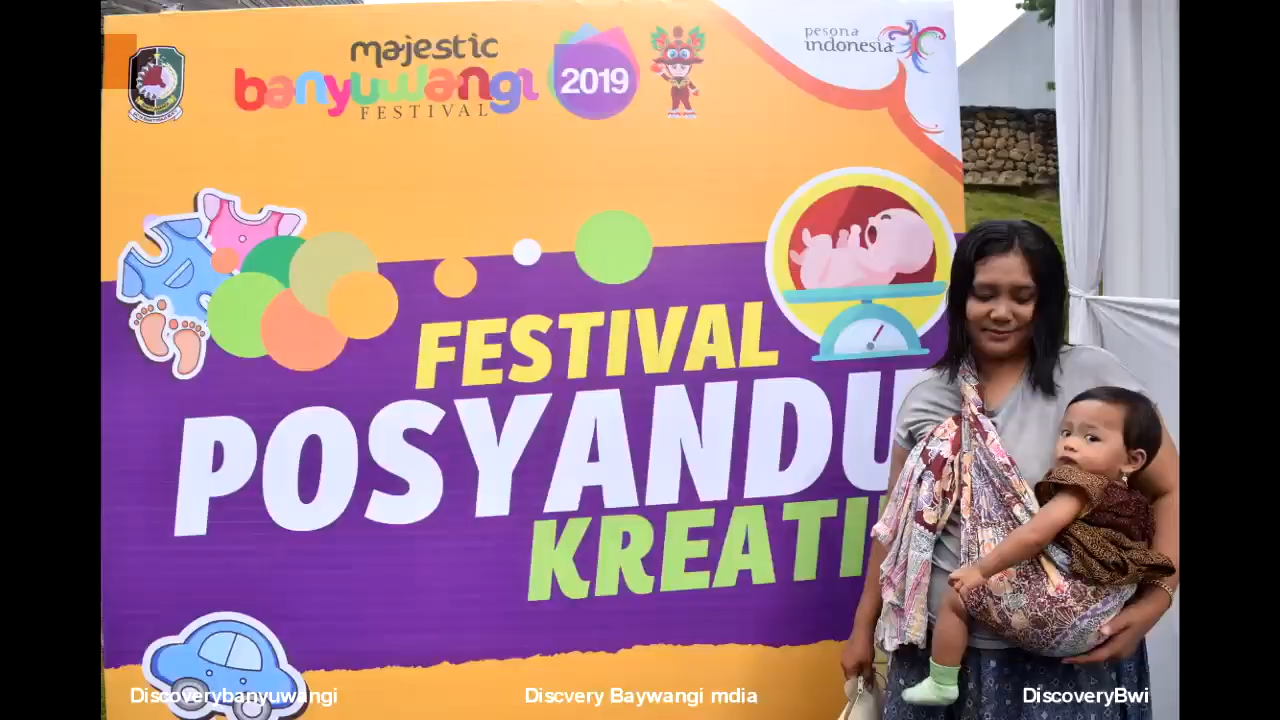 majestic
banyuwangi
FESTIVAL
2019
pesona
indonesia
FESTIVAL
POSYANDU
KREATI
Discoverybanyuwangi
Discvery Baywangi mdia
DiscoveryBwi